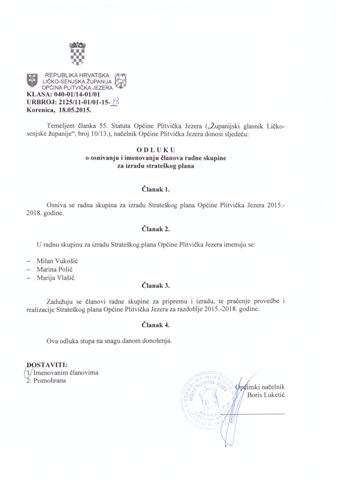 REPUBLIKA HRVATSKA
LIČKO-SENJSKA ŽUPANIJA
OPĆINA PLITVIČKA JEZERA
KLASA: 040-01/14-01/01
URBROJ: 2125/11-01/01-15-
Korenica, 18.05.2015.
Temeljem članka 55. Statuta Općine Plitvička Jezera („Županijski glasnik Ličko-
senjske županije", broj 10/13.), načelnik Općine Plitvička Jezera donosi sljedeću:
O D L U K U
o osnivanju i imenovanju članova radne skupine
za izradu strateškog plana
Članak 1.
Osniva se radna skupina za izradu Strateškog plana Općine Plitvička Jezera 2015.-
2018. godine.
Članak 2.
U radnu skupinu za izradu Strateškog plana Općine Plitvička Jezera imenuju se:
– Milan Vukošić
– Marina Polić
– Marija Vlašić
Članak 3.
Zadužuju se članovi radne skupine za pripremu i izradu, te praćenje provedbe i
realizacije Strateškog plana Općine Plitvička Jezera za razdoblje 2015.-2018. godine.
Članak 4.
Ova odluka stupa na snagu danom donošenja.
DOSTAVITI:
1. Imenovanim članovima
2. Pismohrana
Općinski načelnik
Boris Luketić